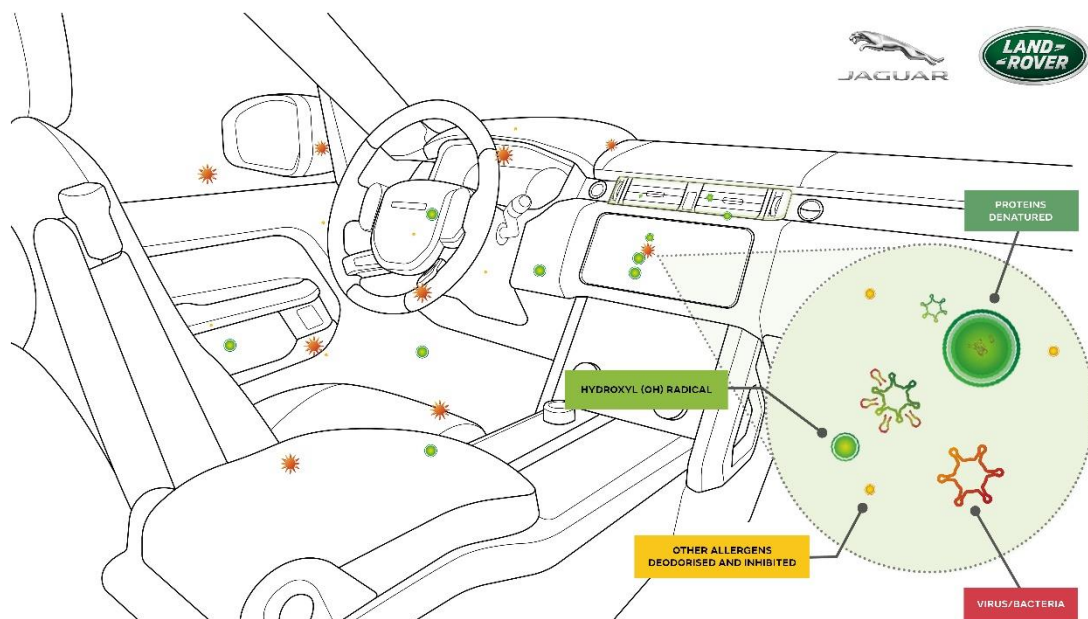 JAGUAR
LAND-
-ROVER
PROTEINS
DENATURED
HYDROXYL (OH) RADICAL
OTHER ALLERGENS
DEODORISED AND INHIBITED
VIRUS/BACTERIA